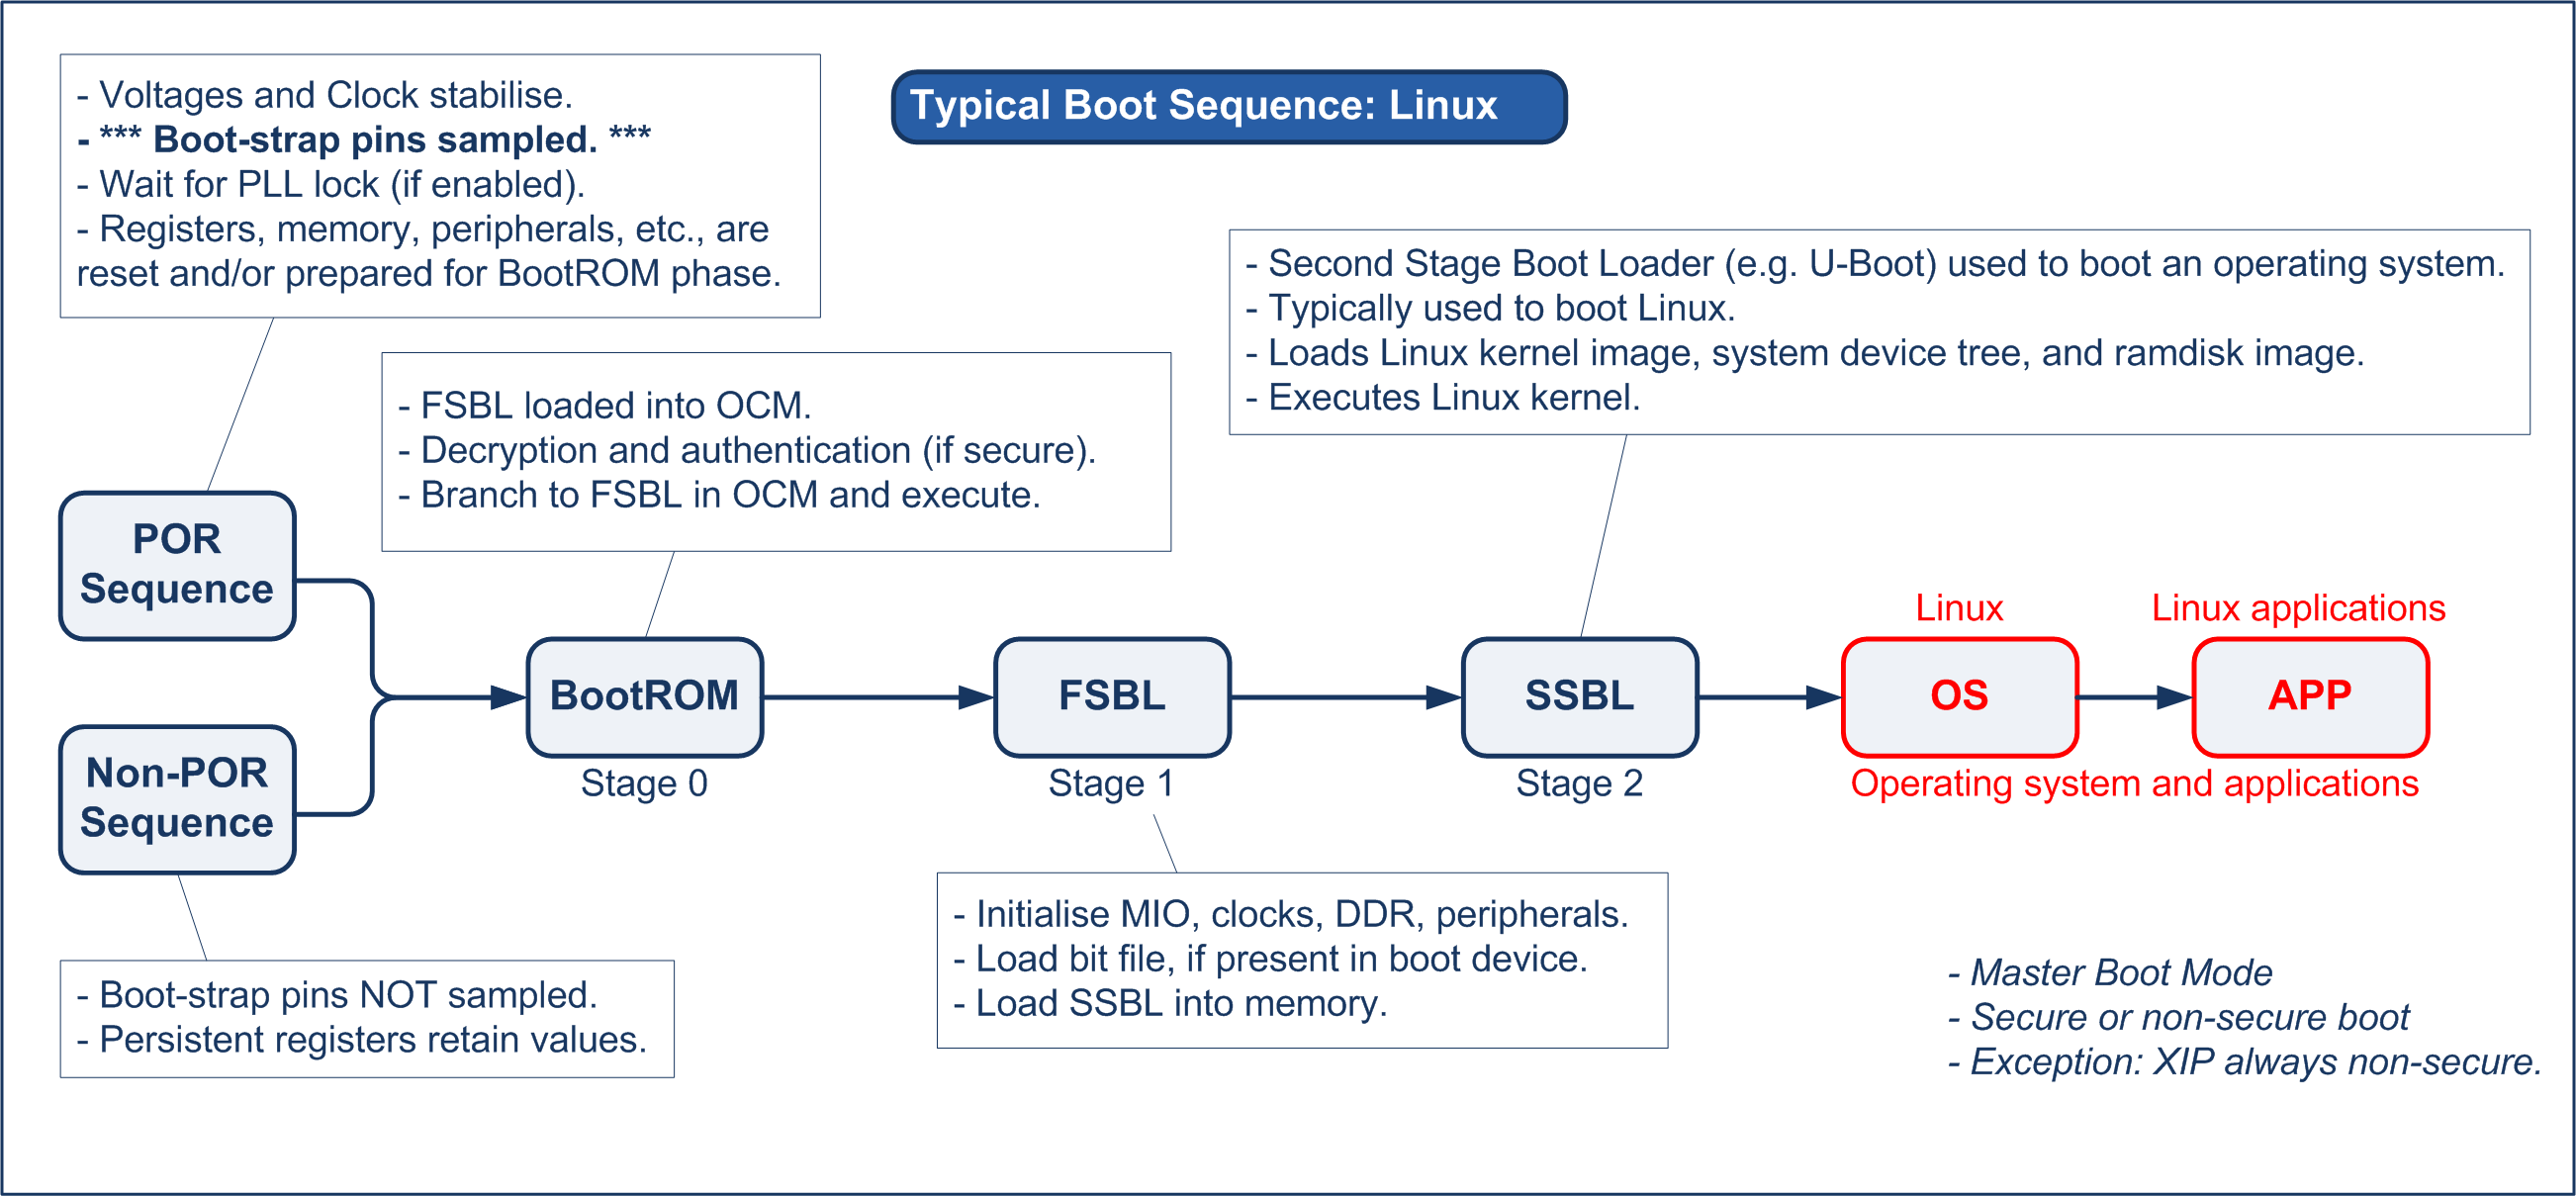 Typical Boot Sequence: Linux
- Voltages and Clock stabilise.
- *** Boot-strap pins sampled. ***
- Wait for PLL lock (if enabled).
- Registers, memory, peripherals, etc., are
reset and/or prepared for BootROM phase.
- Second Stage Boot Loader (e.g. U-Boot) used to boot an operating system.
- Typically used to boot Linux.
- Loads Linux kernel image, system device tree, and ramdisk image.
- Executes Linux kernel.
- FSBL loaded into OCM.
- Decryption and authentication (if secure).
- Branch to FSBL in OCM and execute.
POR
Sequence
Non-POR
Sequence
BootROM
Stage 0
FSBL
Stage 1
SSBL
Stage 2
Linux
OS
Linux applications
APP
Operating system and applications
- Boot-strap pins NOT sampled.
- Persistent registers retain values.
- Initialise MIO, clocks, DDR, peripherals.
- Load bit file, if present in boot device.
- Load SSBL into memory.
- Master Boot Mode
- Secure or non-secure boot
- Exception: XIP always non-secure.